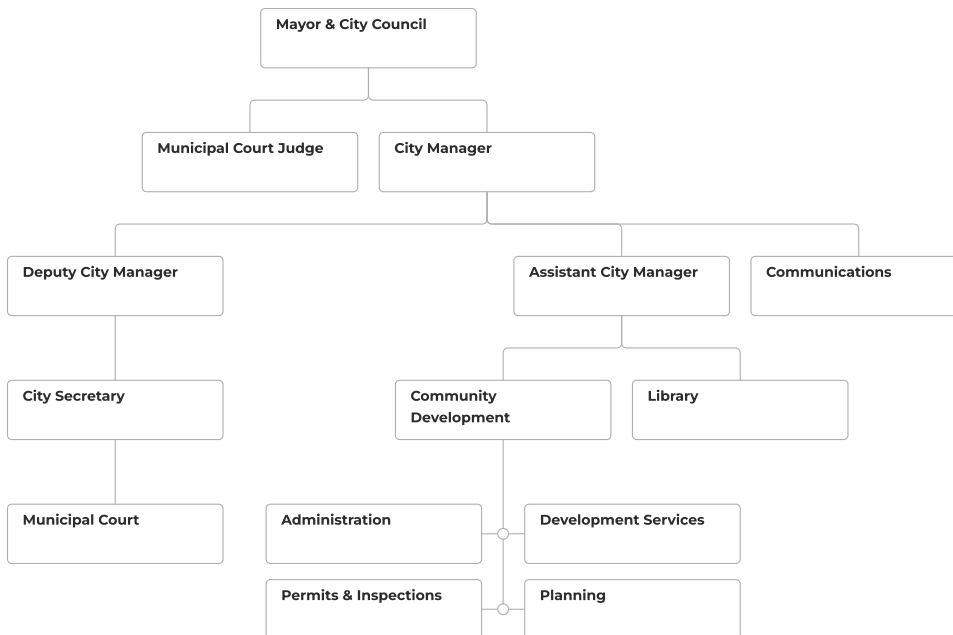 Mayor & City Council
Municipal Court Judge
City Manager
Deputy City Manager
Assistant City Manager
Communications
City Secretary
Community
Development
Library
Municipal Court
Administration
Development Services
Permits & Inspections
Planning